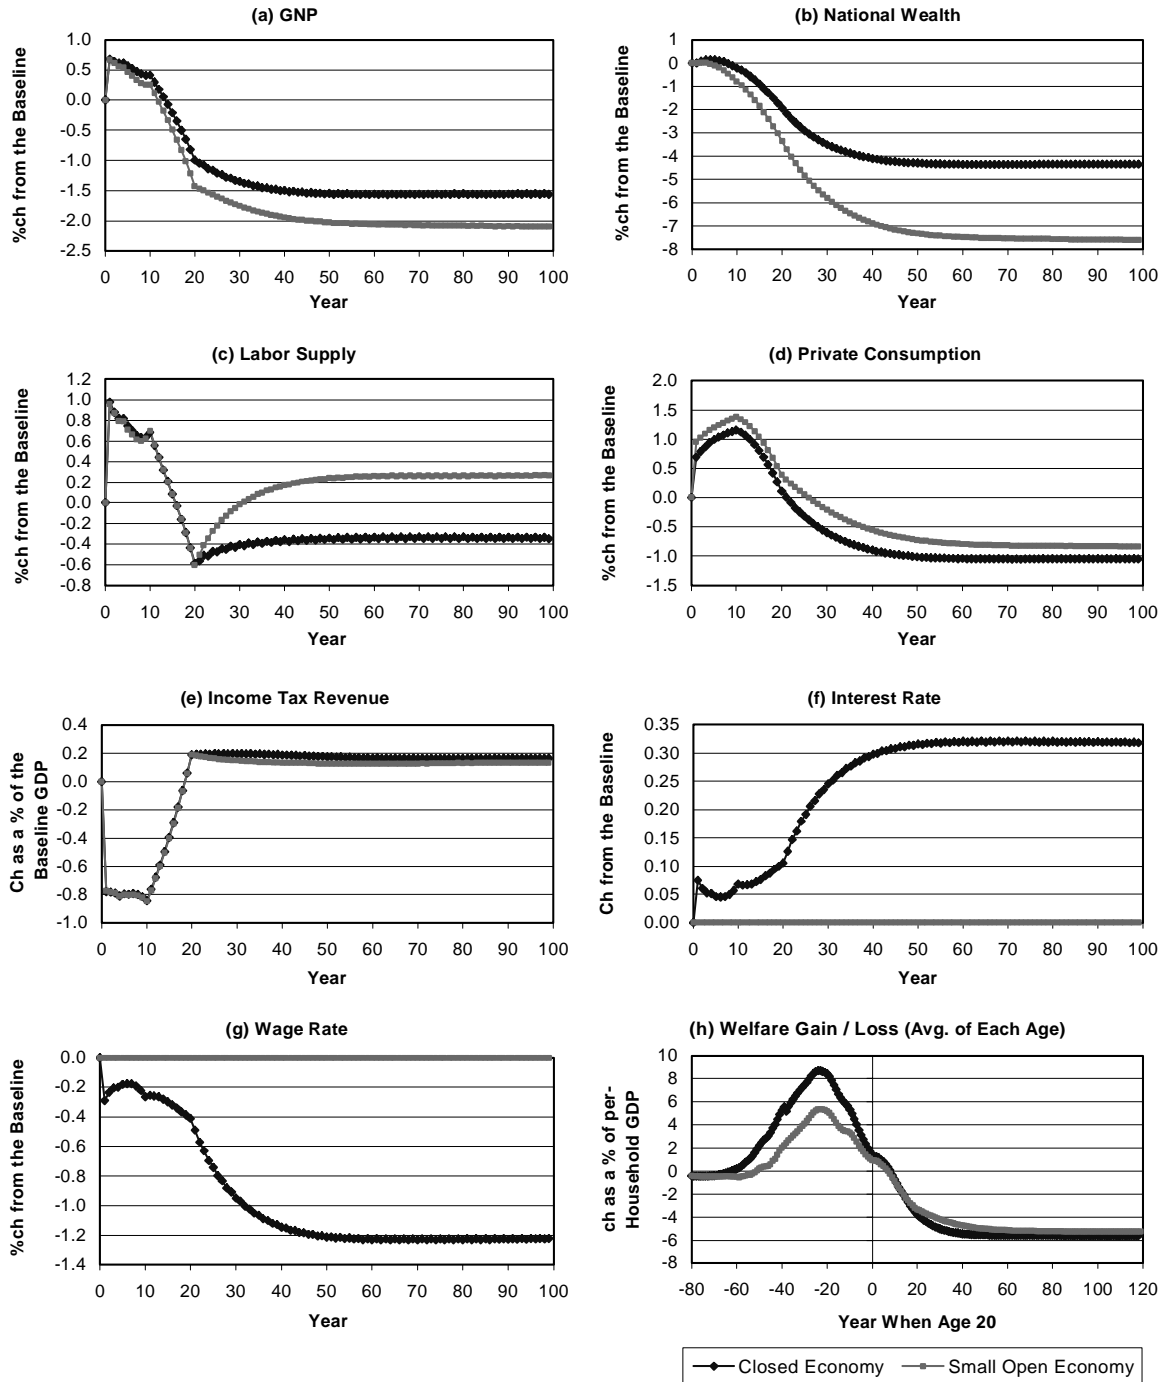 (a) GNP
%ch from the Baseline
1.0
0.5
0.0
-0.5
-1.0
-1.5
-2.0
-2.5
0 10 20 30 40 50 60 70 80 90 100
Year
(b) National Wealth
%ch from the Baseline
1
0
-1
-2
-3
-4
-5
-6
-7
-8
0 10 20 30 40 50 60 70 80 90 100
Year
(c) Labor Supply
%ch from the Baseline
1.2
1.0
0.8
0.6
0.4
0.2
0.0
-0.2
-0.4
-0.6
-0.8
0 10 20 30 40 50 60 70 80 90 100
Year
(d) Private Consumption
%ch from the Baseline
2.0
1.5
1.0
0.5
0.0
-0.5
-1.0
-1.5
0 10 20 30 40 50 60 70 80 90 100
Year
(e) Income Tax Revenue
Ch as a % of the
Baseline GDP
0.4
0.2
0.0
-0.2
-0.4
-0.6
-0.8
-1.0
0 10 20 30 40 50 60 70 80 90 100
Year
(f) Interest Rate
Ch from the Baseline
0.35
0.30
0.25
0.20
0.15
0.10
0.05
0.00
0 10 20 30 40 50 60 70 80 90 100
Year
(g) Wage Rate
%ch from the Baseline
0.0
-0.2
-0.4
-0.6
-0.8
-1.0
-1.2
-1.4
0 10 20 30 40 50 60 70 80 90 100
Year
(h) Welfare Gain / Loss (Avg. of Each Age)
ch as a % of per-
Household GDP
10
8
6
4
2
0
-2
-4
-6
-8
-80 -60 -40 -20 0 20 40 60 80 100 120
Year When Age 20
Closed Economy Small Open Economy